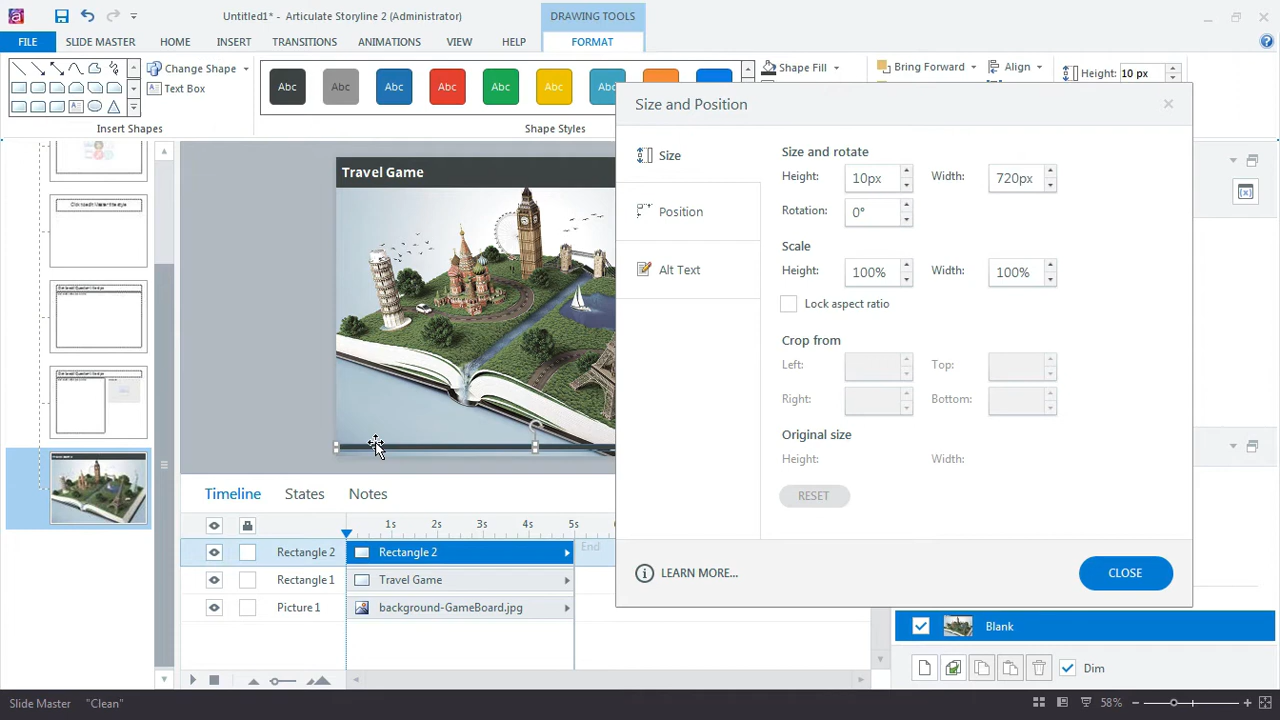 Untitled1* - Articulate Storyline 2 (Administrator)
DRAWING TOOLS
FILE
SLIDE MASTER
HOME
INSERT
TRANSITIONS
ANIMATIONS
VIEW
HELP
FORMAT
Change Shape
Text Box
Insert Shapes
Abc
Abc
Abc
Abc
Abc
Abc
Abc
Shape Styles
Shape Fill
Bring Forward
Align
Height: 10 px
Size and Position
Size
Position
Alt Text
Size and rotate
Height: 10px Width: 720px
Rotation: 0°
Scale
Height: 100% Width: 100%
Lock aspect ratio
Crop from
Left: Top:
Right: Bottom:
Original size
Height: Width:
RESET
LEARN MORE...
CLOSE
Travel Game
Timeline
States
Notes
1s 2s 3s 4s 5s
Rectangle 2 Rectangle 2 End
Rectangle 1 Travel Game
Picture 1 background-GameBoard.jpg
Blank
Dim
Slide Master "Clean" 58%